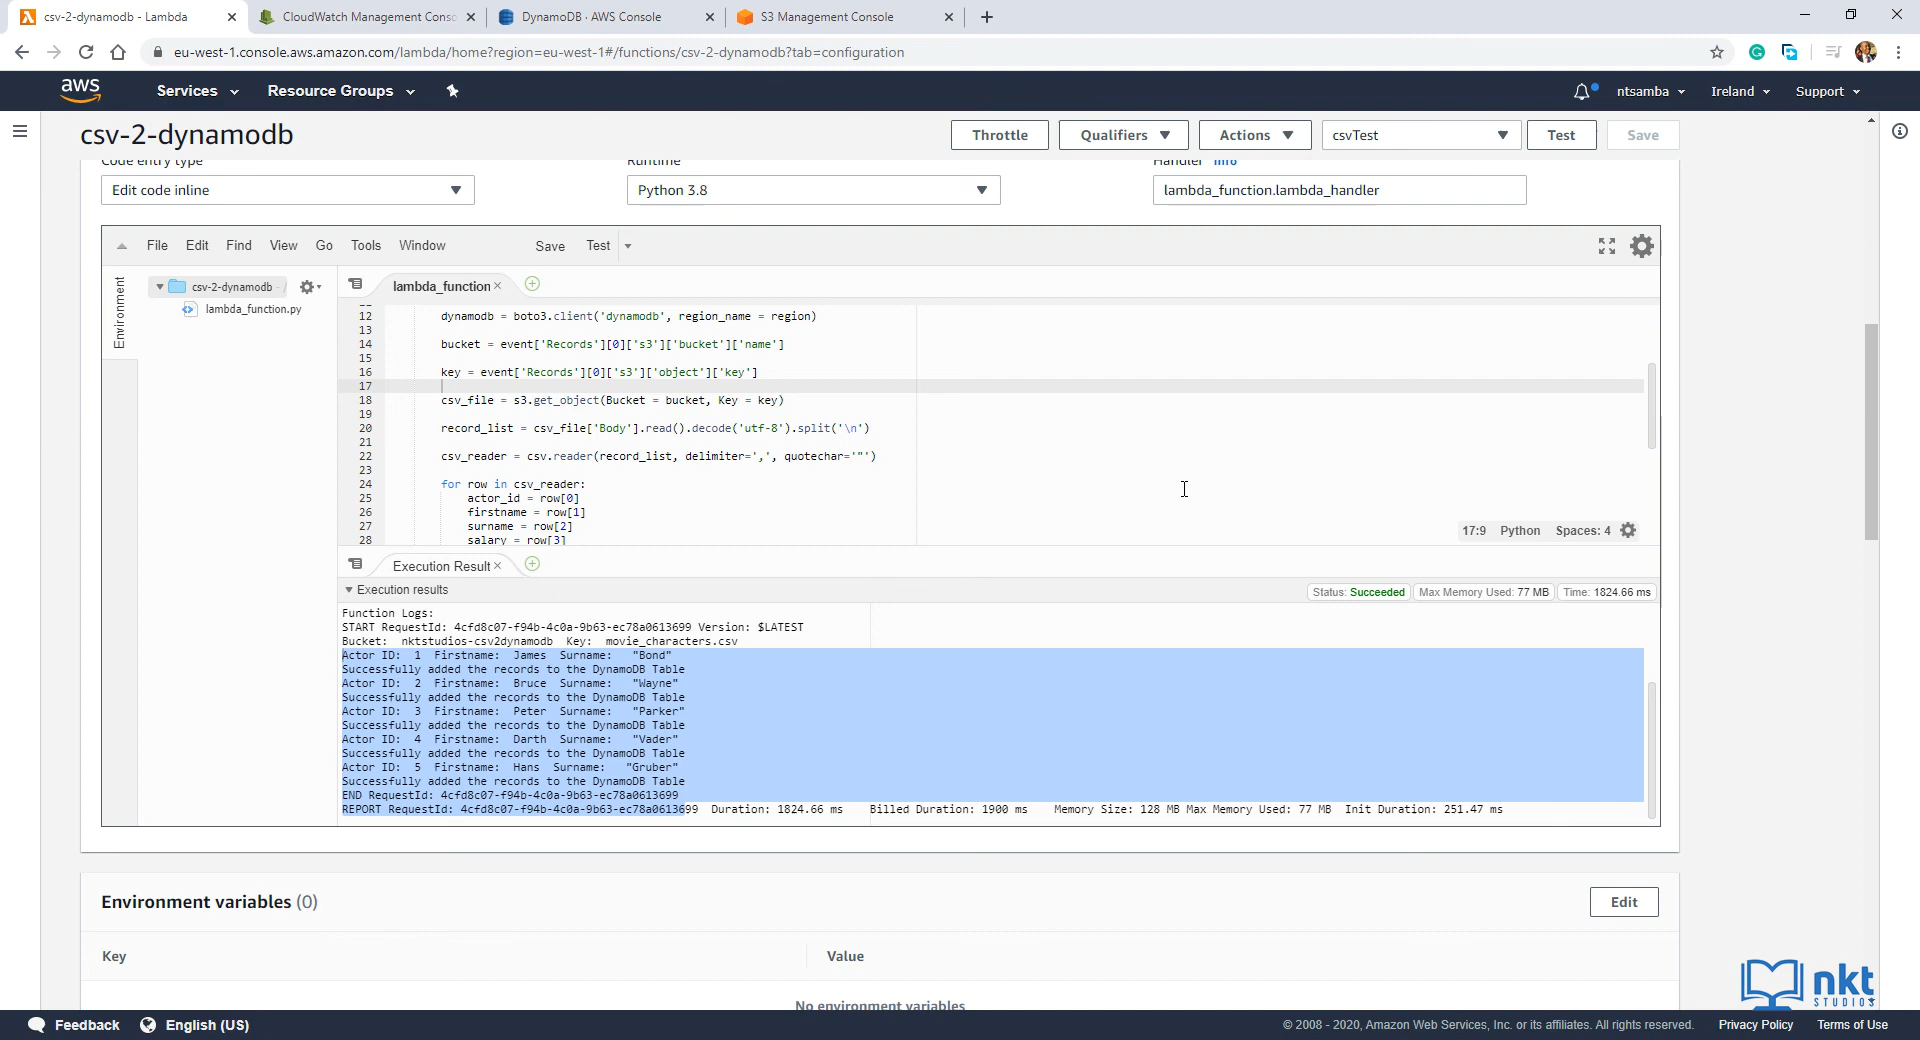 csv-2-dynamodb - Lambda
CloudWatch Management Conso
DynamoDB · AWS Console
S3 Management Console
eu-west-1.console.aws.amazon.com/lambda/home?region=eu-west-1#/functions/csv-2-dynamodb?tab=configuration
aws
Services
Resource Groups
ntsamba
Ireland
Support
csv-2-dynamodb
Throttle
Qualifiers
Actions
csvTest
Test
Save
Code entry type
Runtime
Handler Info
Edit code inline
Python 3.8
lambda_function.lambda_handler
File Edit Find View Go Tools Window
Save Test
Environment
csv-2-dynamodb - /
lambda_function.py
lambda_function
12 dynamodb = boto3.client('dynamodb', region_name = region)
13
14 bucket = event['Records'][0]['s3']['bucket']['name']
15
16 key = event['Records'][0]['s3']['object']['key']
17
18 csv_file = s3.get_object(Bucket = bucket, Key = key)
19
20 record_list = csv_file['Body'].read().decode('utf-8').split('\n')
21
22 csv_reader = csv.reader(record_list, delimiter=',', quotechar='"')
23
24 for row in csv_reader:
25 actor_id = row[0]
26 firstname = row[1]
27 surname = row[2]
28 salary = row[3]
17:9 Python Spaces: 4
Execution Result
Execution results
Status: Succeeded Max Memory Used: 77 MB Time: 1824.66 ms
Function Logs:
START RequestId: 4cfd8c07-f94b-4c0a-9b63-ec78a0613699 Version: $LATEST
Bucket: nktstudios-csv2dynamodb Key: movie_characters.csv
Actor ID: 1 Firstname: James Surname: "Bond"
Successfully added the records to the DynamoDB Table
Actor ID: 2 Firstname: Bruce Surname: "Wayne"
Successfully added the records to the DynamoDB Table
Actor ID: 3 Firstname: Peter Surname: "Parker"
Successfully added the records to the DynamoDB Table
Actor ID: 4 Firstname: Darth Surname: "Vader"
Successfully added the records to the DynamoDB Table
Actor ID: 5 Firstname: Hans Surname: "Gruber"
Successfully added the records to the DynamoDB Table
END RequestId: 4cfd8c07-f94b-4c0a-9b63-ec78a0613699
REPORT RequestId: 4cfd8c07-f94b-4c0a-9b63-ec78a0613699 Duration: 1824.66 ms Billed Duration: 1900 ms Memory Size: 128 MB Max Memory Used: 77 MB Init Duration: 251.47 ms
Environment variables (0)
Edit
Key
Value
No environment variables
nkt
STUDIOS
Feedback
English (US)
© 2008 - 2020, Amazon Web Services, Inc. or its affiliates. All rights reserved.
Privacy Policy
Terms of Use